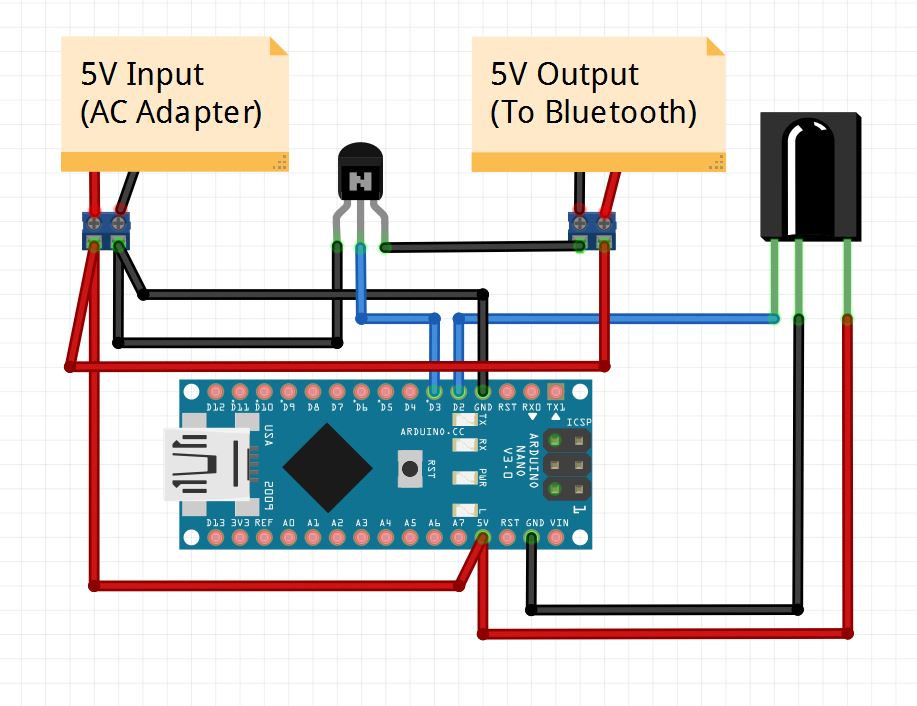 5V Input
(AC Adapter)
5V Output
(To Bluetooth)
N
D12 D11 D10 D9 D8 D7 D6 D5 D4 D3 D2 GND RST RX0 TX1
ICSP
ARDUINO.CC
TX
RX
PWR
L
RST
USA
2009
ARDUINO
NANO
V3.0
1
D13 3V3 REF A0 A1 A2 A3 A4 A5 A6 A7 5V RST GND VIN